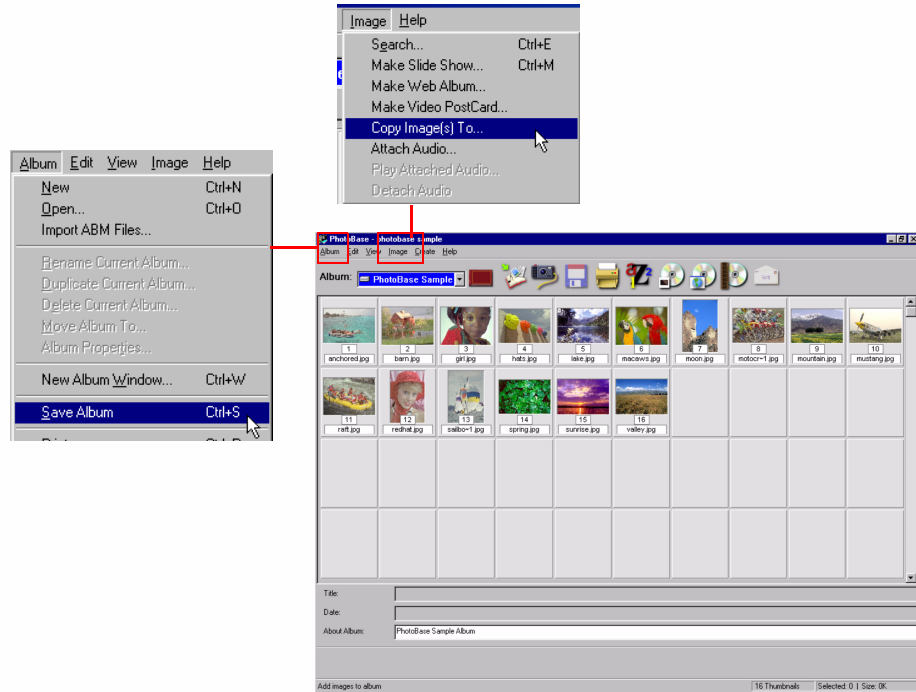 Image Help
Search... Ctrl+E
Make Slide Show... Ctrl+M
Make Web Album...
Make Video PostCard...
Copy Image(s) To...
Attach Audio...
Play Attached Audio...
Detach Audio
Album Edit View Image Help
New Ctrl+N
Open... Ctrl+O
Import ABM Files...
Rename Current Album...
Duplicate Current Album...
Delete Current Album...
Move Album To...
Album Properties...
New Album Window... Ctrl+W
Save Album Ctrl+S
PhotoBase - photobase sample
Album Edit View Image Create Help
Album: PhotoBase Sample
1 2 3 4 5 6 7 8 9 10
anchored.jpg barn.jpg girl.jpg hats.jpg lake.jpg macaws.jpg moon.jpg motocr~1.jpg mountain.jpg mustang.jpg
11 12 13 14 15 16
raft.jpg redhat.jpg sailbo~1.jpg spring.jpg sunrise.jpg valley.jpg
Title:
Date:
About Album: PhotoBase Sample Album
Add images to album 16 Thumbnails Selected: 0 | Size: 0K